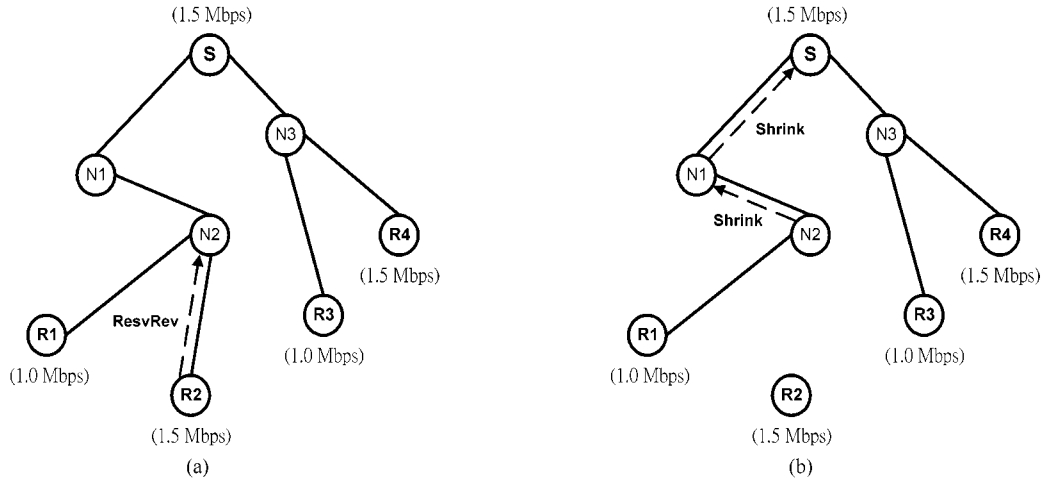 (1.5 Mbps)
S
N3
N1
N2
R4
(1.5 Mbps)
ResvRev
R1
R3
(1.0 Mbps)
(1.0 Mbps)
R2
(1.5 Mbps)
(a)
(1.5 Mbps)
S
Shrink
N3
N1
Shrink
N2
R4
(1.5 Mbps)
R1
R3
(1.0 Mbps)
(1.0 Mbps)
R2
(1.5 Mbps)
(b)